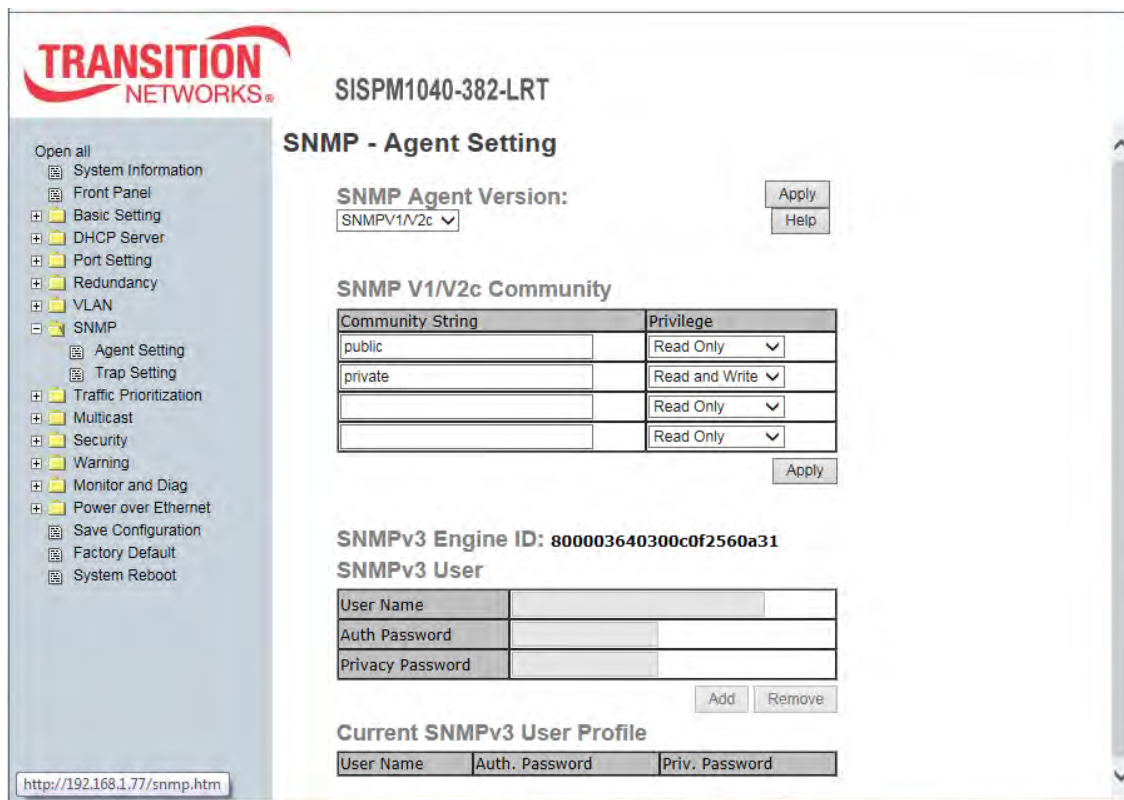 TRANSITION
NETWORKS®
SISPM1040-382-LRT
Open all
System Information
Front Panel
Basic Setting
DHCP Server
Port Setting
Redundancy
VLAN
SNMP
Agent Setting
Trap Setting
Traffic Prioritization
Multicast
Security
Warning
Monitor and Diag
Power over Ethernet
Save Configuration
Factory Default
System Reboot
http://192.168.1.77/snmp.htm
SNMP - Agent Setting
SNMP Agent Version:
SNMPV1/V2c
Apply
Help
SNMP V1/V2c Community
Community String Privilege
public Read Only
private Read and Write
Read Only
Read Only
Apply
SNMPv3 Engine ID: 800003640300c0f2560a31
SNMPv3 User
User Name
Auth Password
Privacy Password
Add Remove
Current SNMPv3 User Profile
User Name Auth. Password Priv. Password